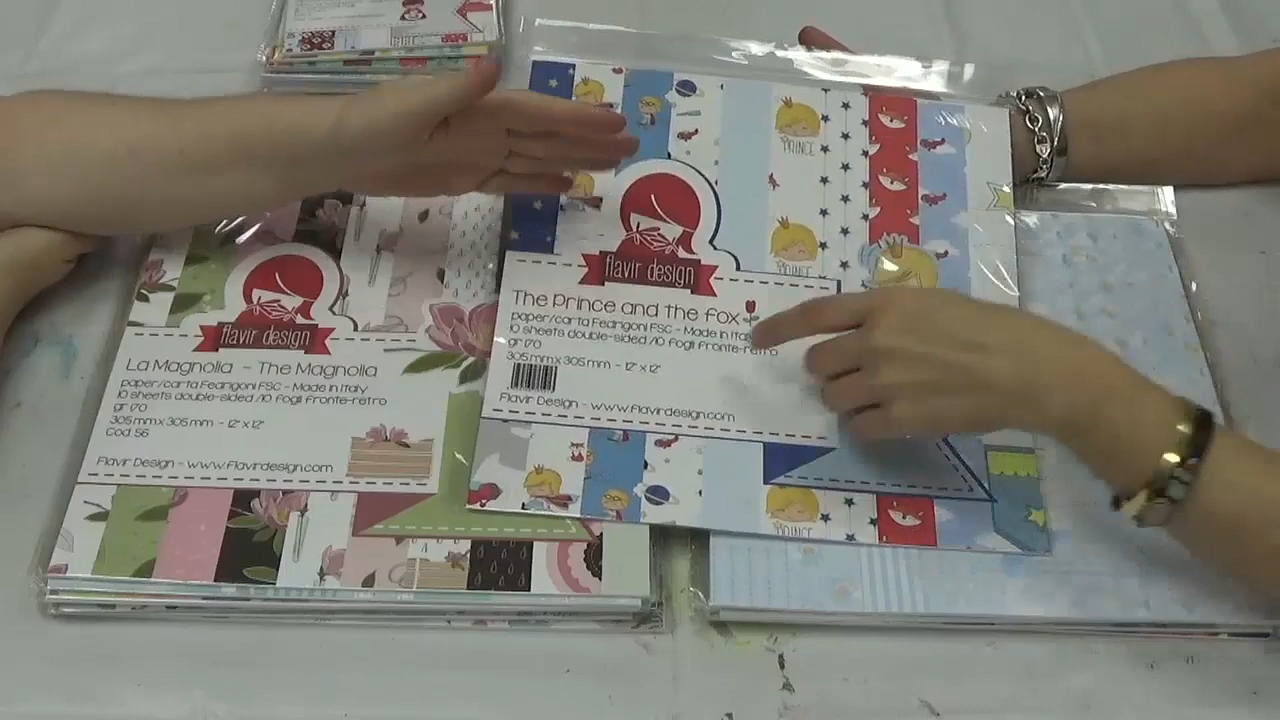 PRINCE
PRINCE
flavir design
The Prince and the Fox
paper/carta Fedrigoni FSC - Made in Italy
10 sheets double-sided /10 fogli fronte-retro
gr 170
305mm x 305mm - 12" x 12"
Flavir Design - www.flavirdesign.com
PRINCE
flavir design
La Magnolia - The Magnolia
paper/carta Fedrigoni FSC - Made in Italy
10 sheets double-sided /10 fogli fronte-retro
gr 170
305mm x 305mm - 12" x 12"
Cod. 56
Flavir Design - www.flavirdesign.com